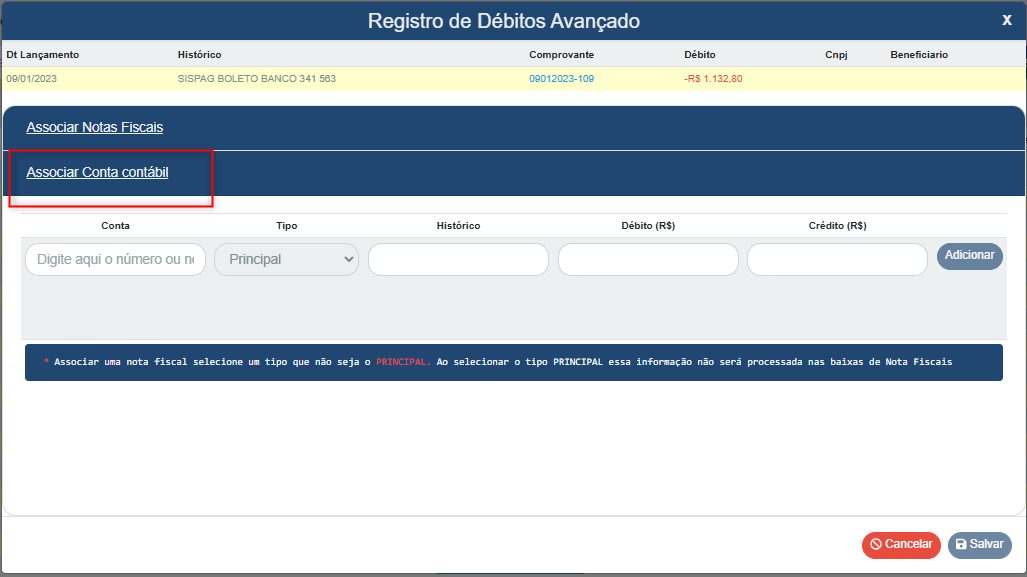 Registro de Débitos Avançado
X
Dt Lançamento Histórico Comprovante Débito Cnpj Beneficiario
09/01/2023 SISPAG BOLETO BANCO 341 563 09012023-109 -R$ 1.132,80
Associar Notas Fiscais
Associar Conta contábil
Conta Tipo Histórico Débito (R$) Crédito (R$)
Digite aqui o número ou n Principal Adicionar
* Associar uma nota fiscal selecione um tipo que não seja o PRINCIPAL. Ao selecionar o tipo PRINCIPAL essa informação não será processada nas baixas de Nota Fiscais
Cancelar Salvar